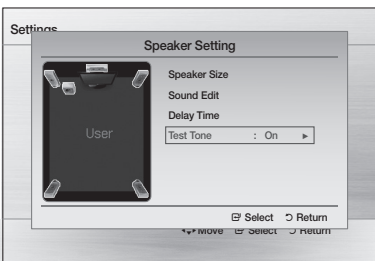 Settings
Speaker Setting
Speaker Size
Sound Edit
Delay Time
Test Tone : On ►
User
Select Return
Move Select Return